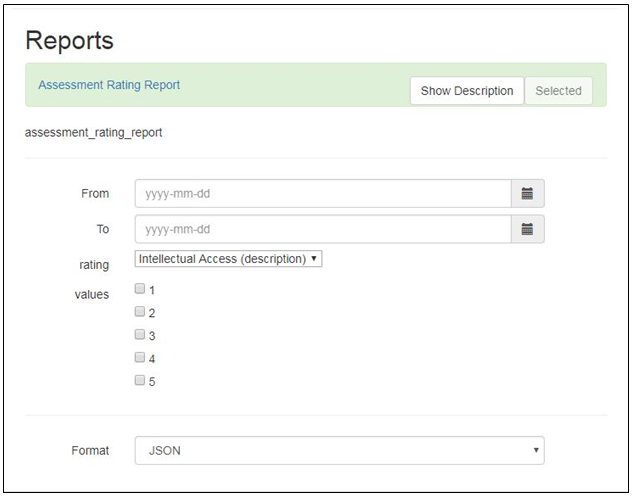 Reports
Assessment Rating Report Show Description Selected
assessment_rating_report
From yyyy-mm-dd
To yyyy-mm-dd
rating Intellectual Access (description)
values 1
2
3
4
5
Format JSON